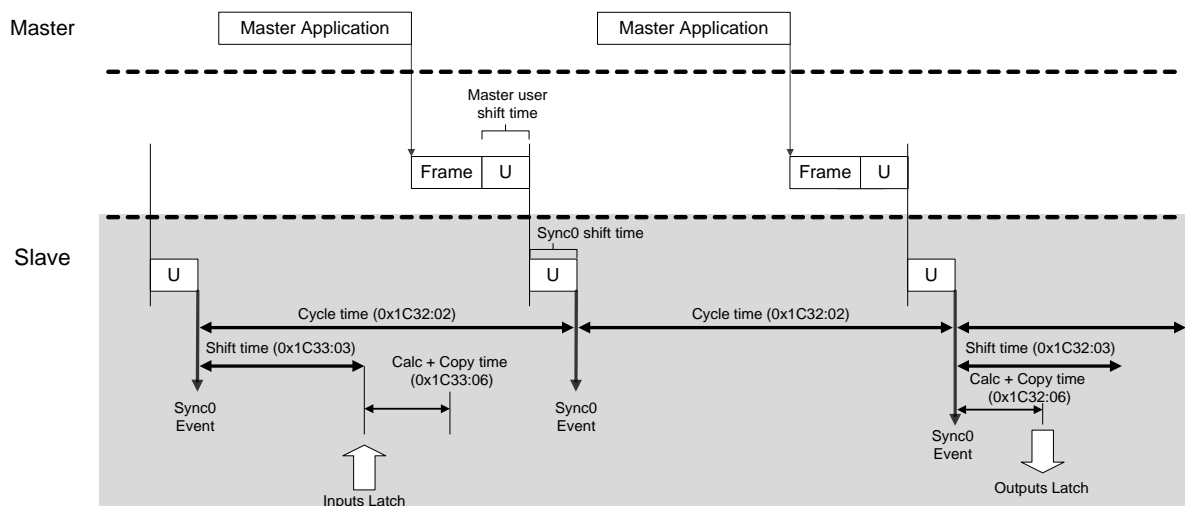 Master
Master Application
Master Application
Master user
shift time
Frame
U
Frame
U
Slave
Sync0 shift time
U
U
U
Cycle time (0x1C32:02)
Cycle time (0x1C32:02)
Shift time (0x1C33:03)
Shift time (0x1C32:03)
Calc + Copy time
(0x1C33:06)
Calc + Copy time
(0x1C32:06)
Sync0
Event
Sync0
Event
Sync0
Event
Inputs Latch
Outputs Latch